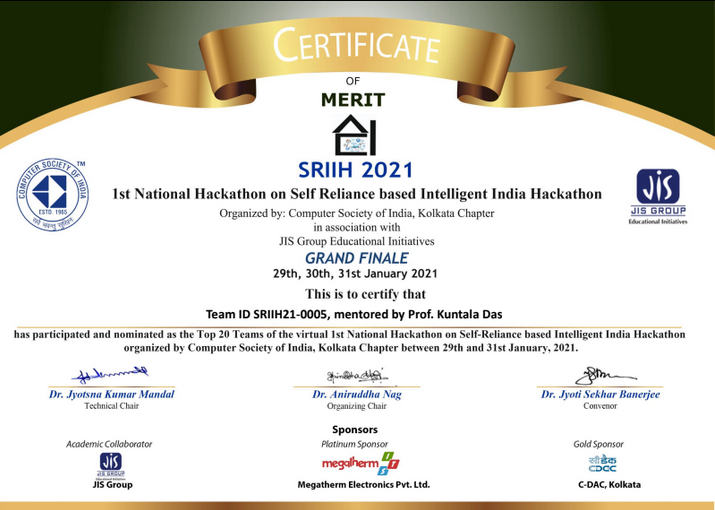 CERTIFICATE
OF
MERIT
SRIIH 2021
COMPUTER SOCIETY OF INDIA
TM
ESTD. 1965
JIS
JIS GROUP
Educational Initiatives
1st National Hackathon on Self Reliance based Intelligent India Hackathon
Organized by: Computer Society of India, Kolkata Chapter
in association with
JIS Group Educational Initiatives
GRAND FINALE
29th, 30th, 31st January 2021
This is to certify that
Team ID SRIIH21-0005, mentored by Prof. Kuntala Das
has participated and nominated as the Top 20 Teams of the virtual 1st National Hackathon on Self-Reliance based Intelligent India Hackathon
organized by Computer Society of India, Kolkata Chapter between 29th and 31st January, 2021.
Dr. Jyotsna Kumar Mandal
Technical Chair
Dr. Aniruddha Nag
Organizing Chair
Dr. Jyoti Sekhar Banerjee
Convenor
Sponsors
Academic Collaborator
Platinum Sponsor
Gold Sponsor
JIS
JIS GROUP
Educational Initiatives
JIS Group
megatherm
ITS
Megatherm Electronics Pvt. Ltd.
सी डैक
CDAC
C-DAC, Kolkata